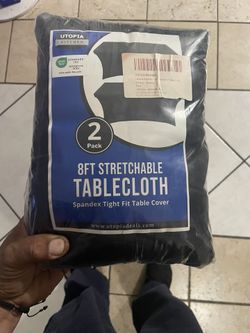 UTOPIA
KITCHEN
2
Pack
8FT STRETCHABLE
TABLECLOTH
Spandex Tight Fit Table Cover
www.utopiadeals.com